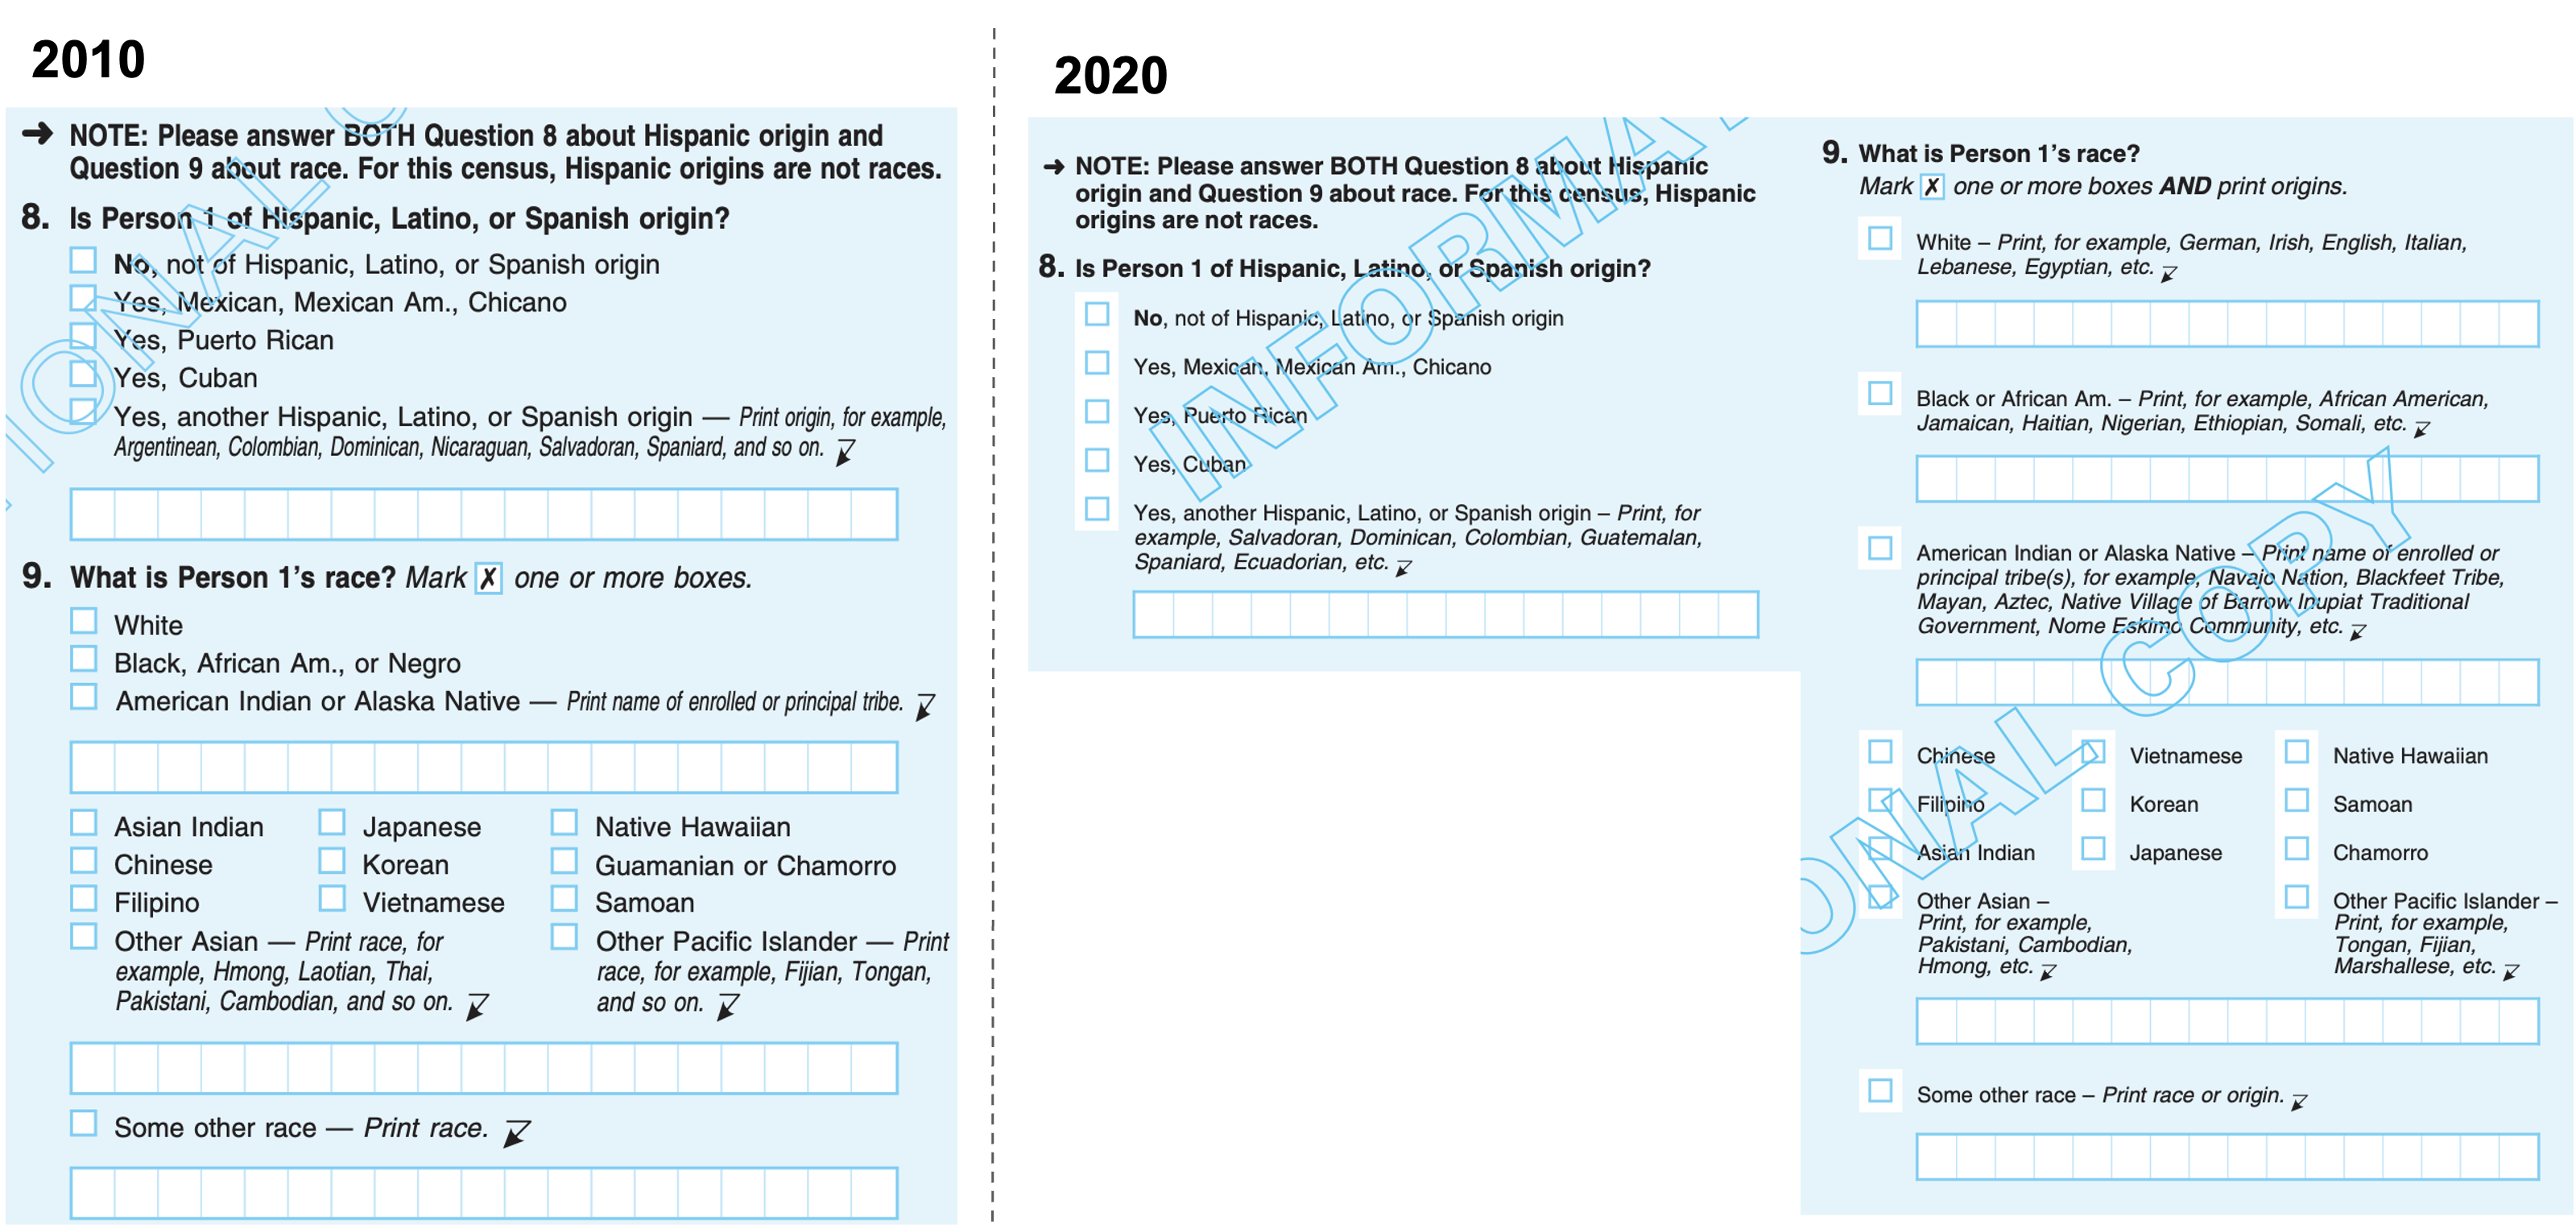 2010
➔ NOTE: Please answer BOTH Question 8 about Hispanic origin and
Question 9 about race. For this census, Hispanic origins are not races.
8. Is Person 1 of Hispanic, Latino, or Spanish origin?
No, not of Hispanic, Latino, or Spanish origin
Yes, Mexican, Mexican Am., Chicano
Yes, Puerto Rican
Yes, Cuban
Yes, another Hispanic, Latino, or Spanish origin — Print origin, for example,
Argentinean, Colombian, Dominican, Nicaraguan, Salvadoran, Spaniard, and so on.
9. What is Person 1's race? Mark ✗ one or more boxes.
White
Black, African Am., or Negro
American Indian or Alaska Native — Print name of enrolled or principal tribe.
Asian Indian Japanese Native Hawaiian
Chinese Korean Guamanian or Chamorro
Filipino Vietnamese Samoan
Other Asian — Print race, for Other Pacific Islander — Print
example, Hmong, Laotian, Thai, race, for example, Fijian, Tongan,
Pakistani, Cambodian, and so on. and so on.
Some other race — Print race.
IONAL C
2020
➔ NOTE: Please answer BOTH Question 8 about Hispanic
origin and Question 9 about race. For this census, Hispanic
origins are not races.
8. Is Person 1 of Hispanic, Latino, or Spanish origin?
No, not of Hispanic, Latino, or Spanish origin
Yes, Mexican, Mexican Am., Chicano
Yes, Puerto Rican
Yes, Cuban
Yes, another Hispanic, Latino, or Spanish origin – Print, for
example, Salvadoran, Dominican, Colombian, Guatemalan,
Spaniard, Ecuadorian, etc.
INFORMAT
9. What is Person 1's race?
Mark ✗ one or more boxes AND print origins.
White – Print, for example, German, Irish, English, Italian,
Lebanese, Egyptian, etc.
Black or African Am. – Print, for example, African American,
Jamaican, Haitian, Nigerian, Ethiopian, Somali, etc.
American Indian or Alaska Native – Print name of enrolled or
principal tribe(s), for example, Navajo Nation, Blackfeet Tribe,
Mayan, Aztec, Native Village of Barrow Inupiat Traditional
Government, Nome Eskimo Community, etc.
Chinese Vietnamese Native Hawaiian
Filipino Korean Samoan
Asian Indian Japanese Chamorro
Other Asian – Other Pacific Islander –
Print, for example, Print, for example,
Pakistani, Cambodian, Tongan, Fijian,
Hmong, etc. Marshallese, etc.
Some other race – Print race or origin.
ONAL COPY